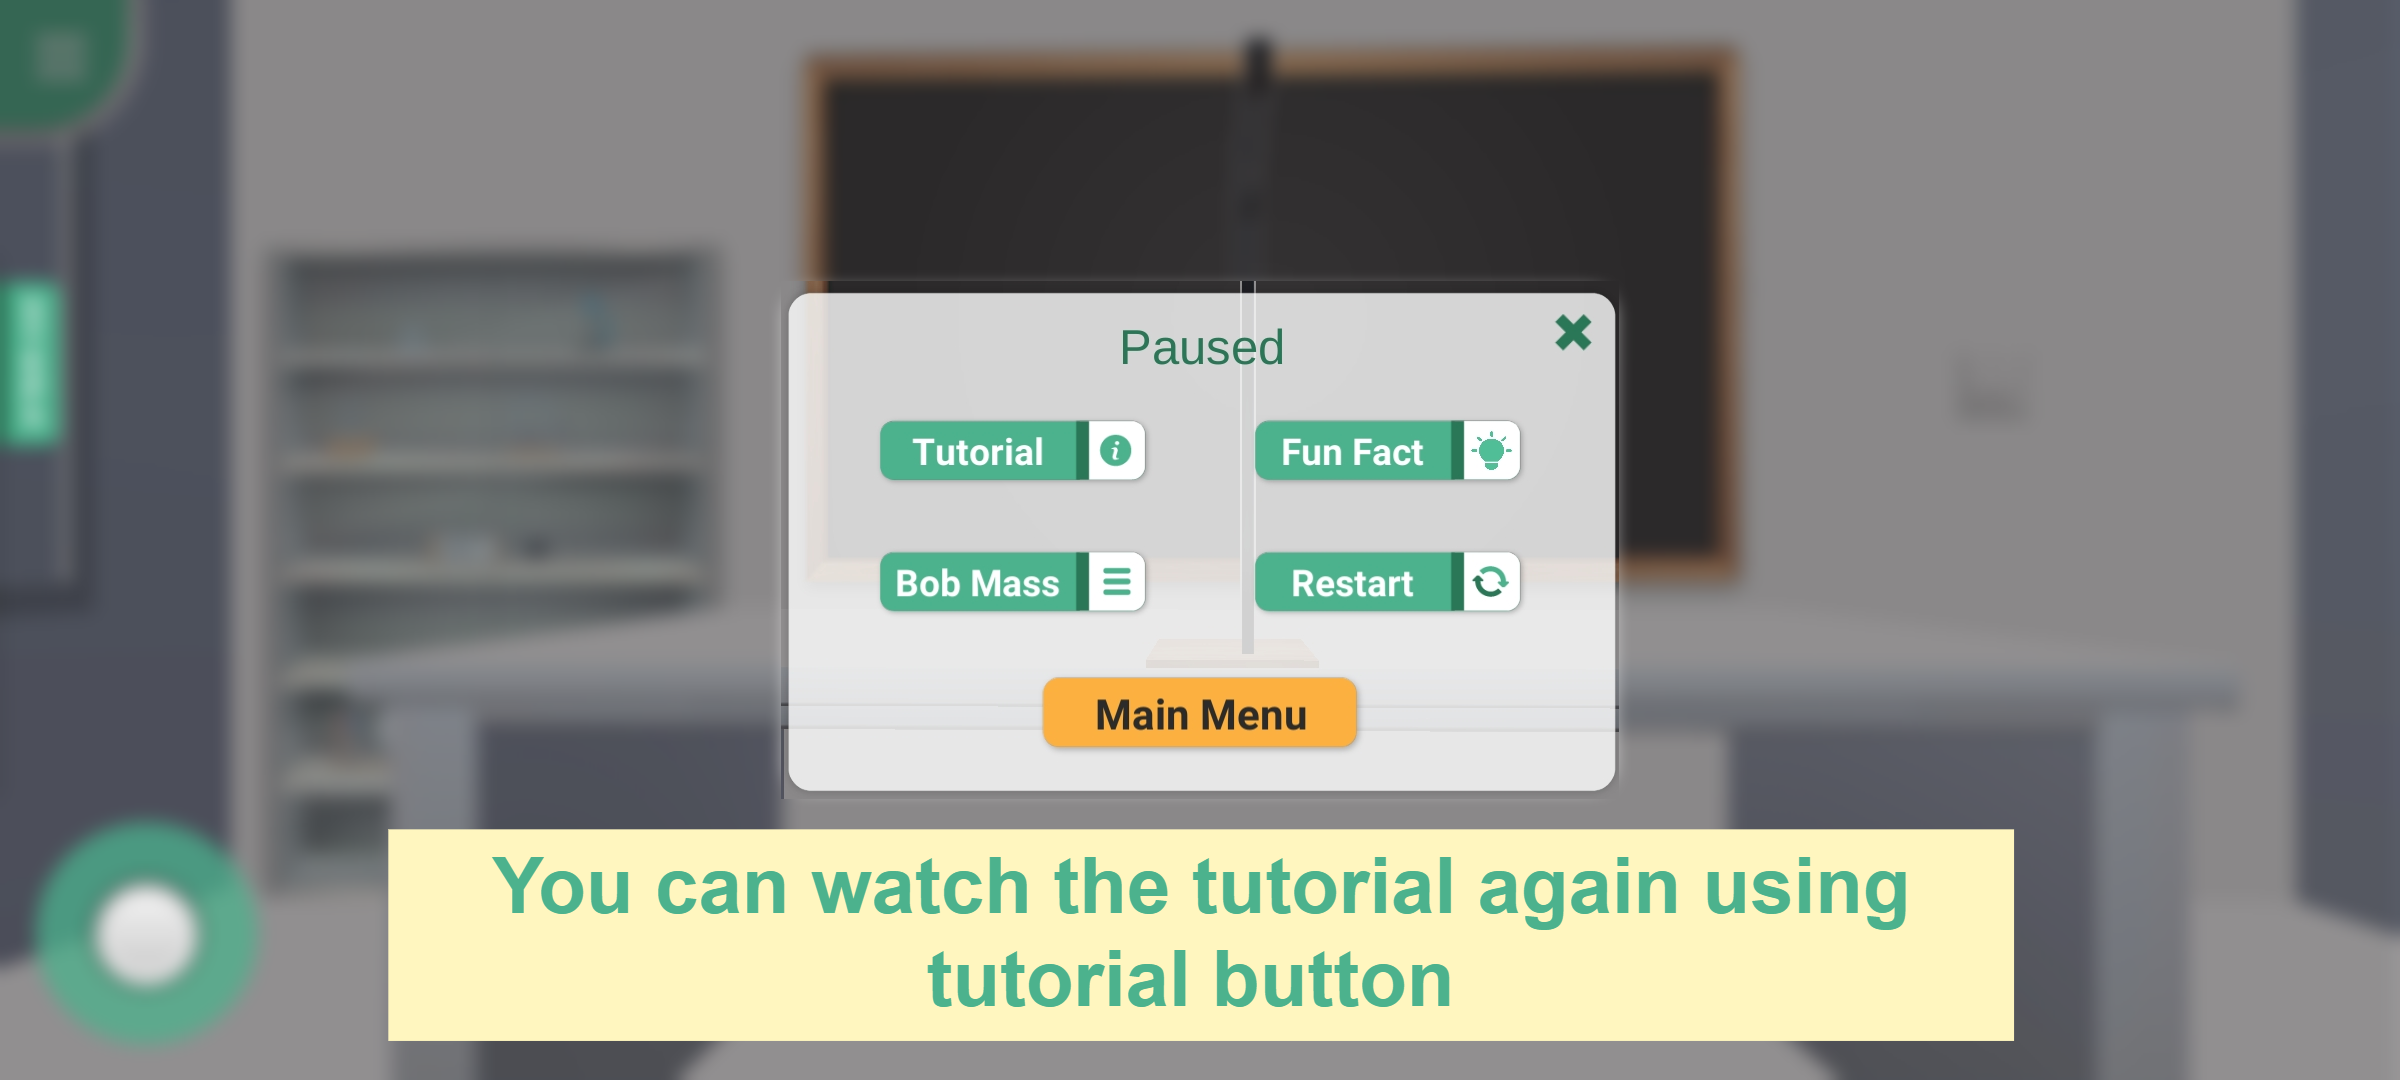 Paused
Tutorial
Fun Fact
Bob Mass
Restart
Main Menu
You can watch the tutorial again using
tutorial button